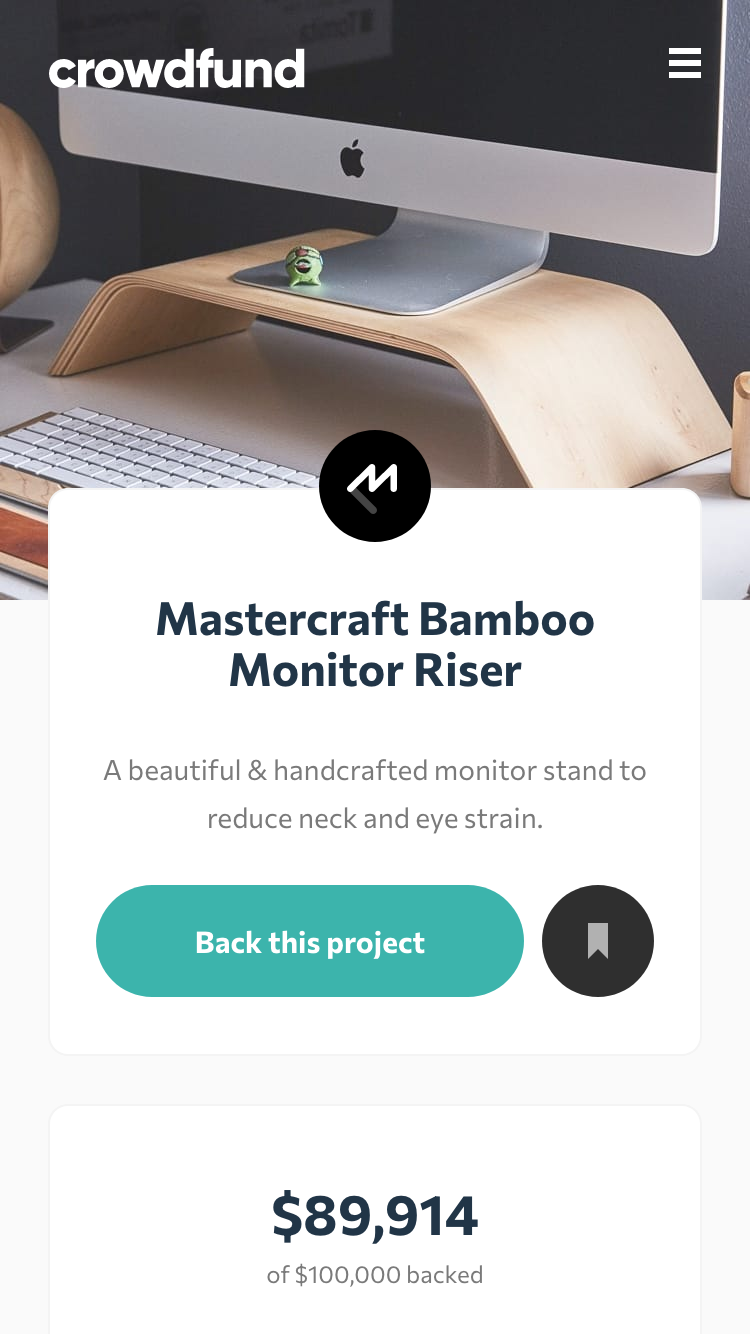 crowdfund
Mastercraft Bamboo
Monitor Riser
A beautiful & handcrafted monitor stand to
reduce neck and eye strain.
Back this project
$89,914
of $100,000 backed